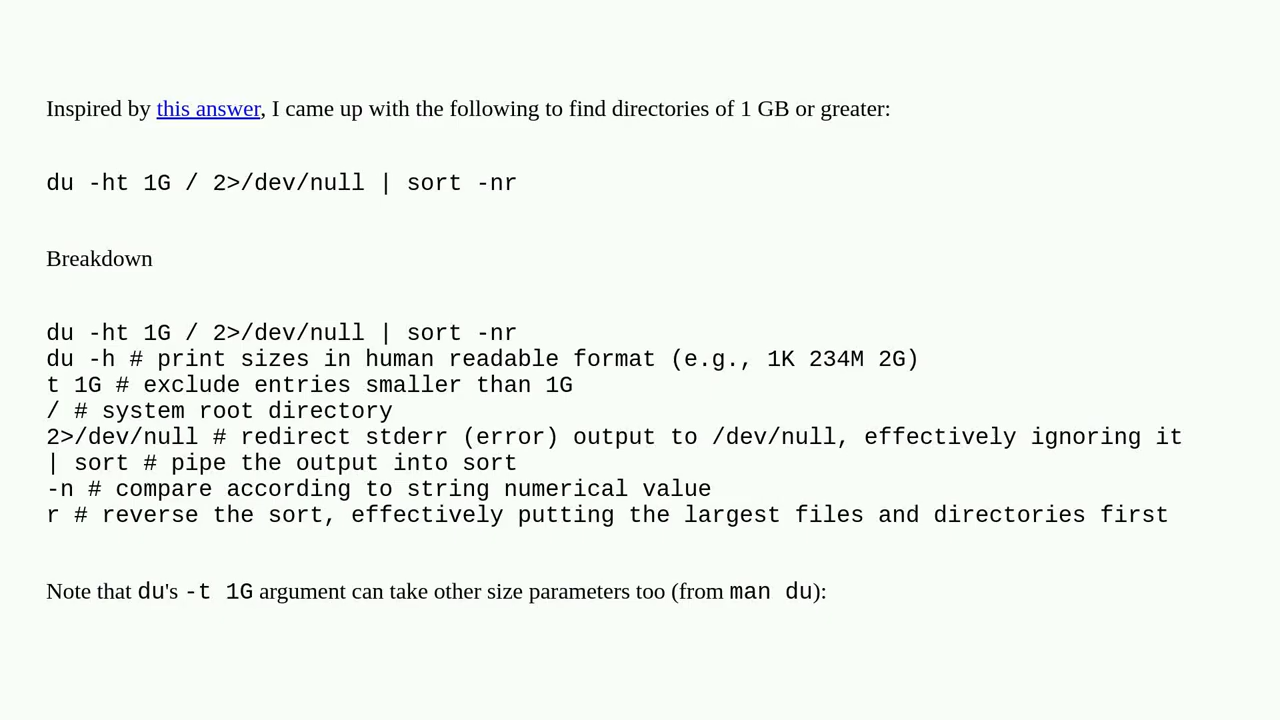 Inspired by this answer, I came up with the following to find directories of 1 GB or greater:
du -ht 1G / 2>/dev/null | sort -nr
Breakdown
du -ht 1G / 2>/dev/null | sort -nr
du -h # print sizes in human readable format (e.g., 1K 234M 2G)
t 1G # exclude entries smaller than 1G
/ # system root directory
2>/dev/null # redirect stderr (error) output to /dev/null, effectively ignoring it
| sort # pipe the output into sort
-n # compare according to string numerical value
r # reverse the sort, effectively putting the largest files and directories first
Note that du's -t 1G argument can take other size parameters too (from man du):